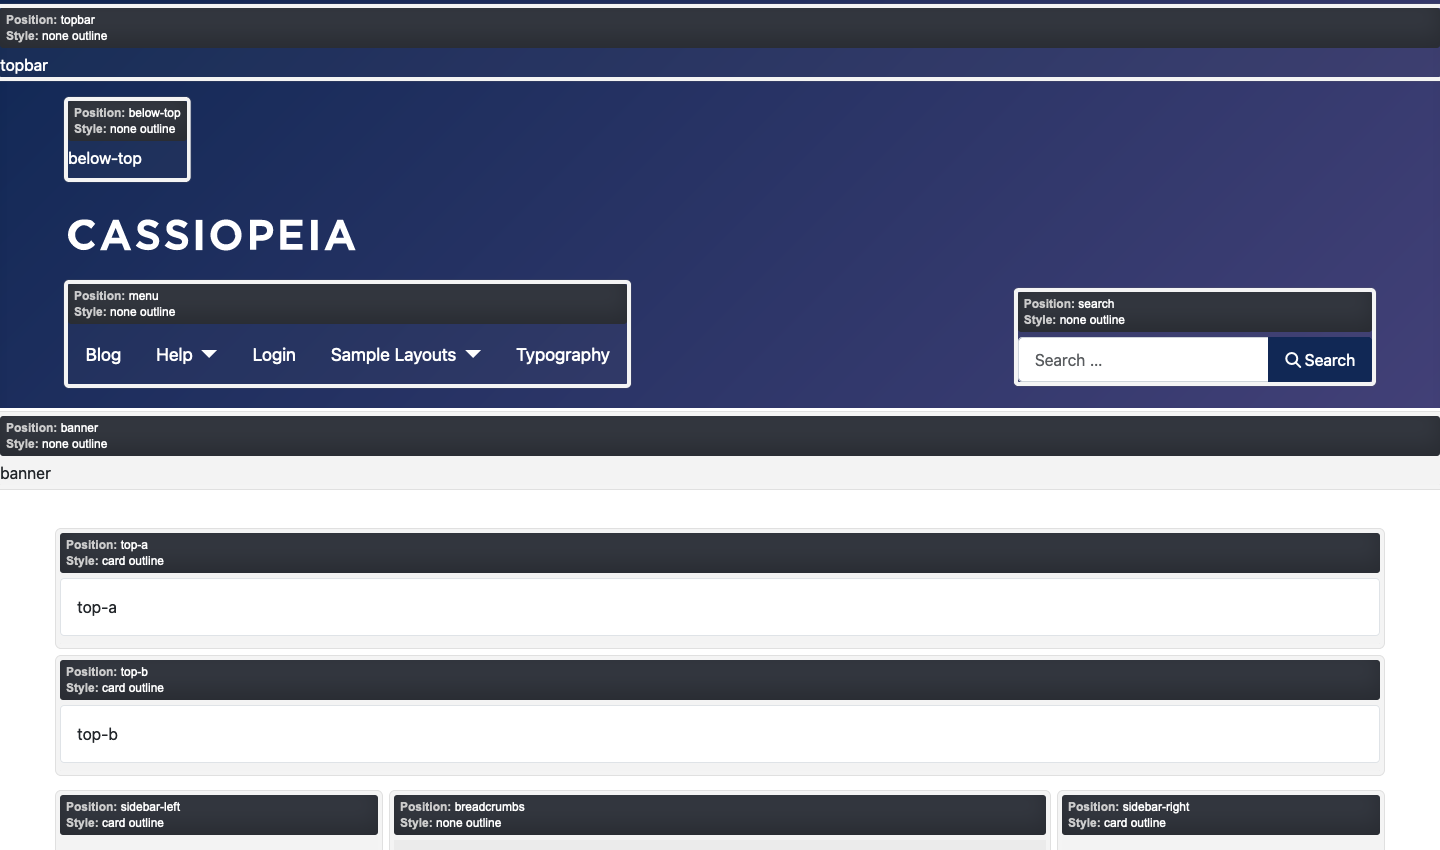 Position: topbar
Style: none outline
topbar
Position: below-top
Style: none outline
below-top
CASSIOPEIA
Position: menu
Style: none outline
Blog Help Login Sample Layouts Typography
Position: search
Style: none outline
Search ... Search
Position: banner
Style: none outline
banner
Position: top-a
Style: card outline
top-a
Position: top-b
Style: card outline
top-b
Position: sidebar-left
Style: card outline
Position: breadcrumbs
Style: none outline
Position: sidebar-right
Style: card outline